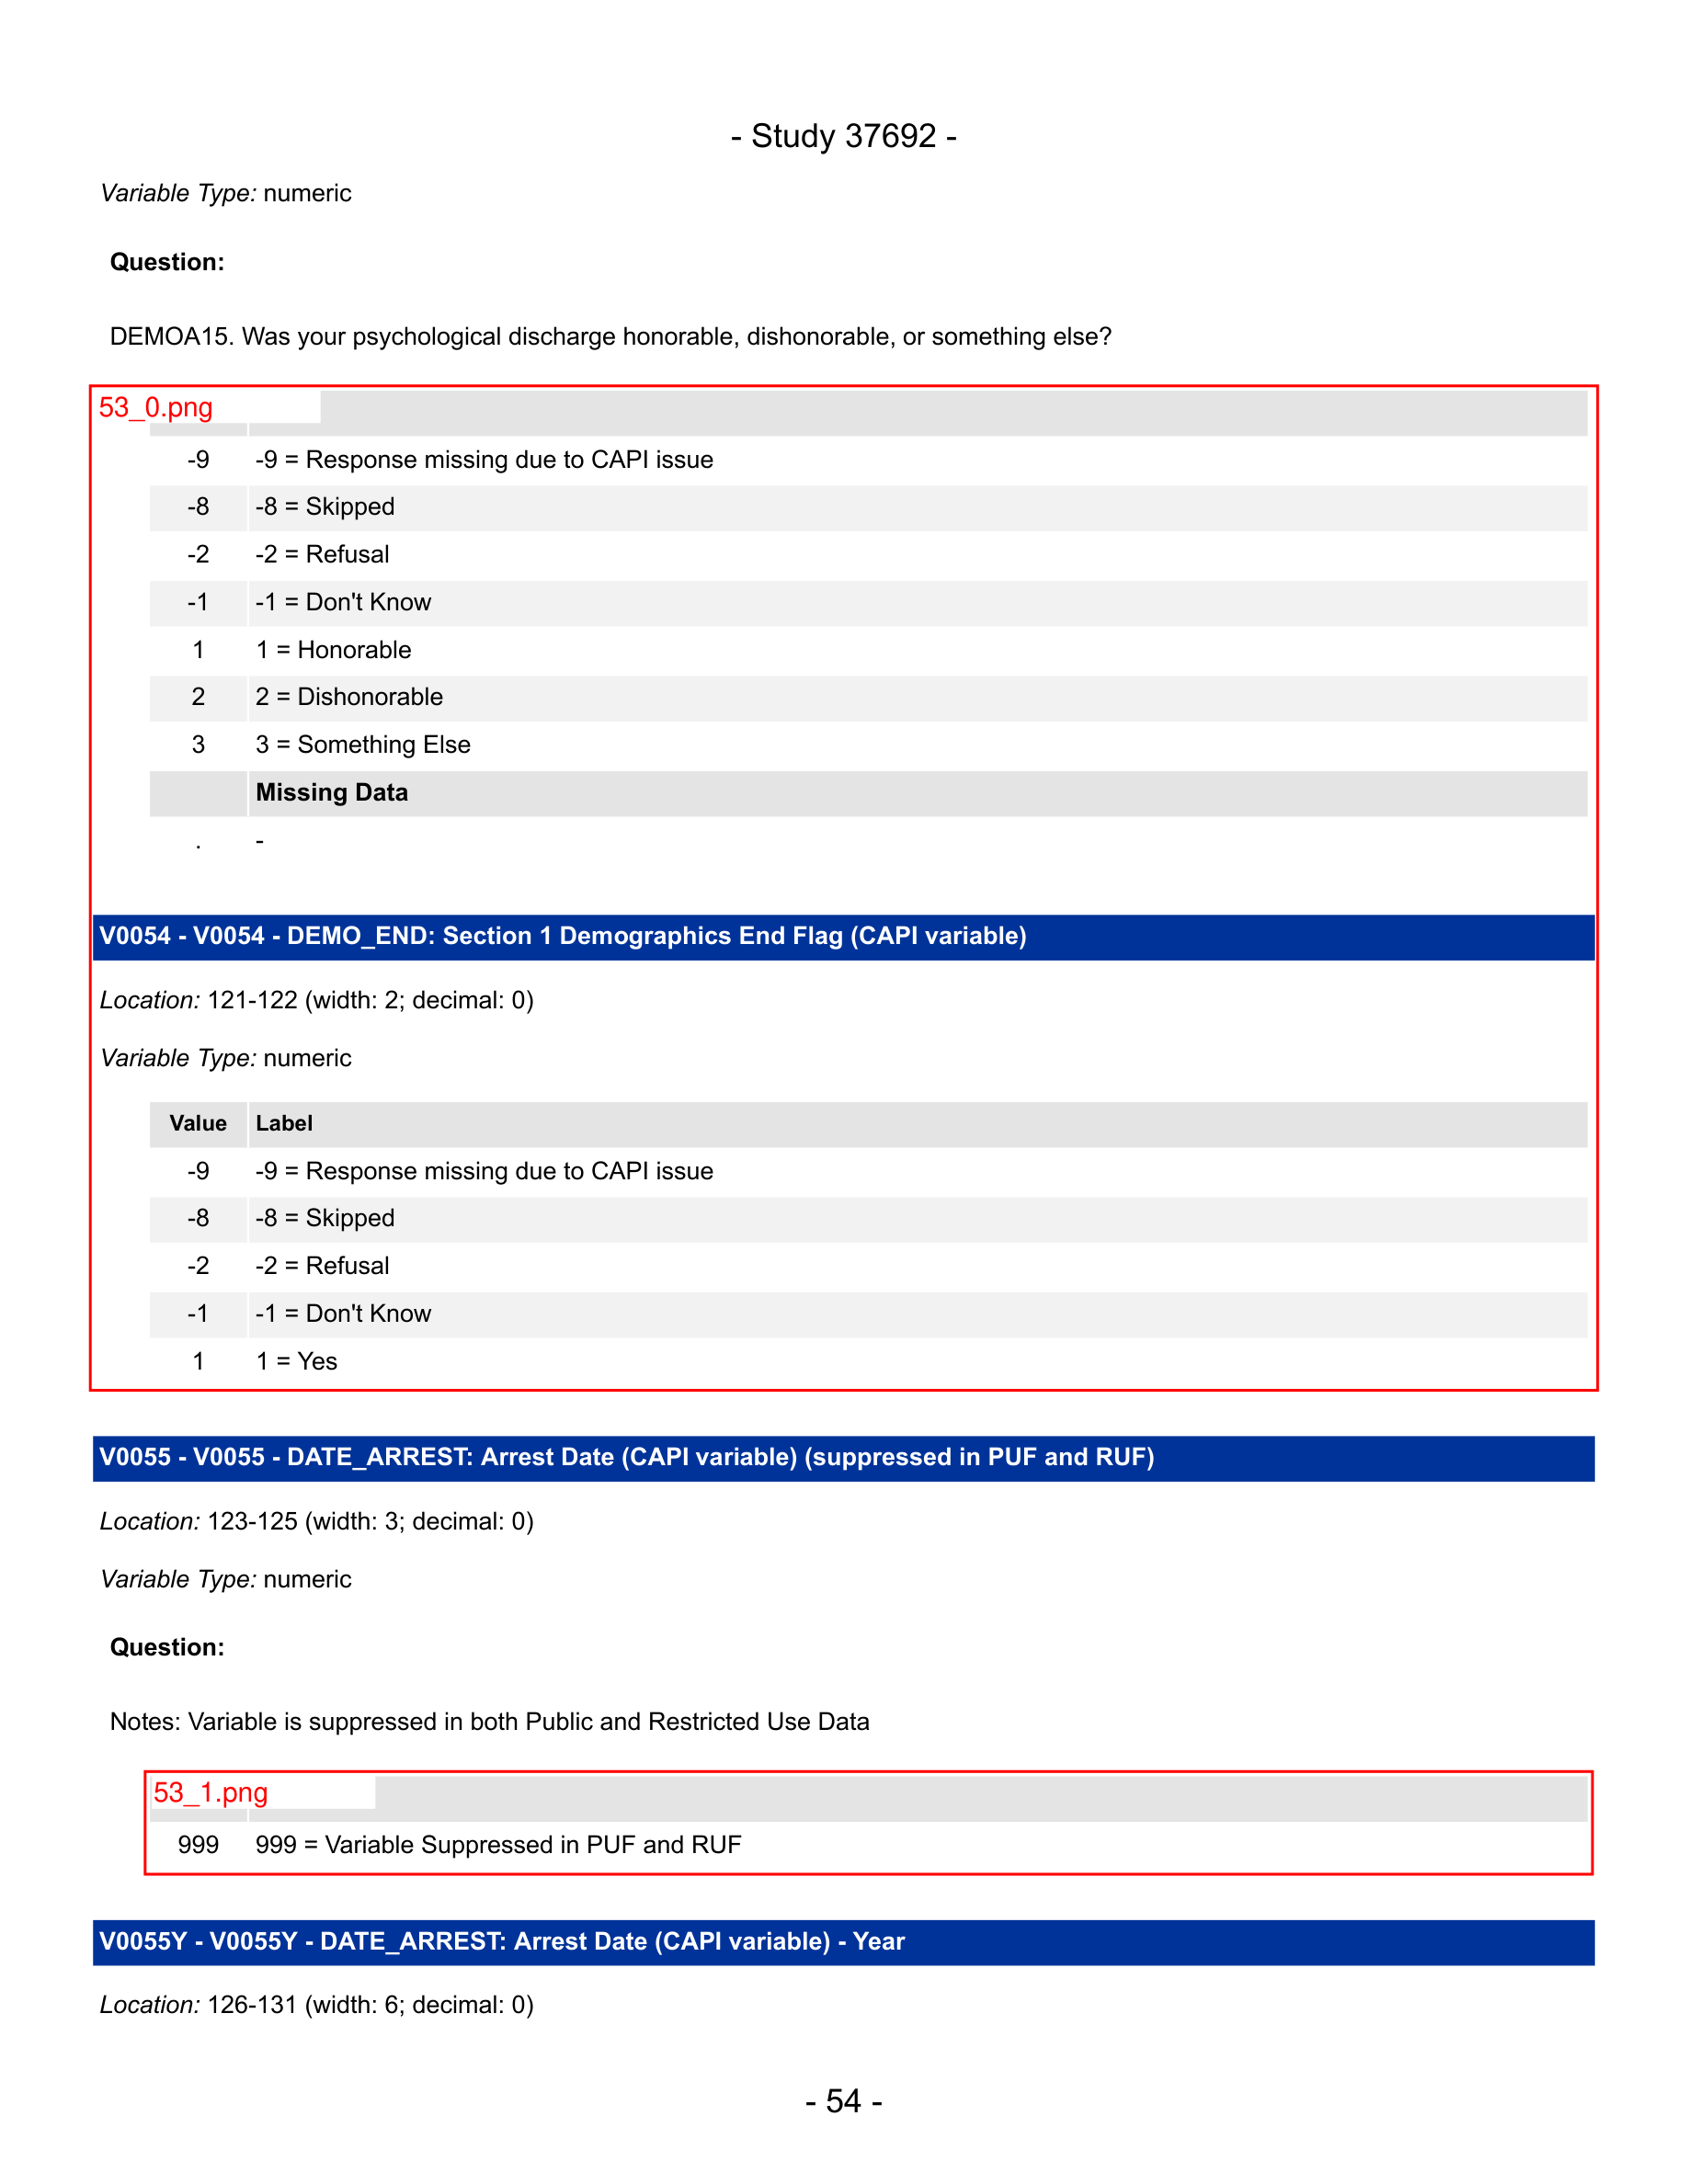 - Study 37692 -
Variable Type: numeric
Question:
DEMOA15. Was your psychological discharge honorable, dishonorable, or something else?
53_0.png
-9 -9 = Response missing due to CAPI issue
-8 -8 = Skipped
-2 -2 = Refusal
-1 -1 = Don't Know
1 1 = Honorable
2 2 = Dishonorable
3 3 = Something Else
Missing Data
. -
V0054 - V0054 - DEMO_END: Section 1 Demographics End Flag (CAPI variable)
Location: 121-122 (width: 2; decimal: 0)
Variable Type: numeric
Value Label
-9 -9 = Response missing due to CAPI issue
-8 -8 = Skipped
-2 -2 = Refusal
-1 -1 = Don't Know
1 1 = Yes
V0055 - V0055 - DATE_ARREST: Arrest Date (CAPI variable) (suppressed in PUF and RUF)
Location: 123-125 (width: 3; decimal: 0)
Variable Type: numeric
Question:
Notes: Variable is suppressed in both Public and Restricted Use Data
53_1.png
999 999 = Variable Suppressed in PUF and RUF
V0055Y - V0055Y - DATE_ARREST: Arrest Date (CAPI variable) - Year
Location: 126-131 (width: 6; decimal: 0)
- 54 -